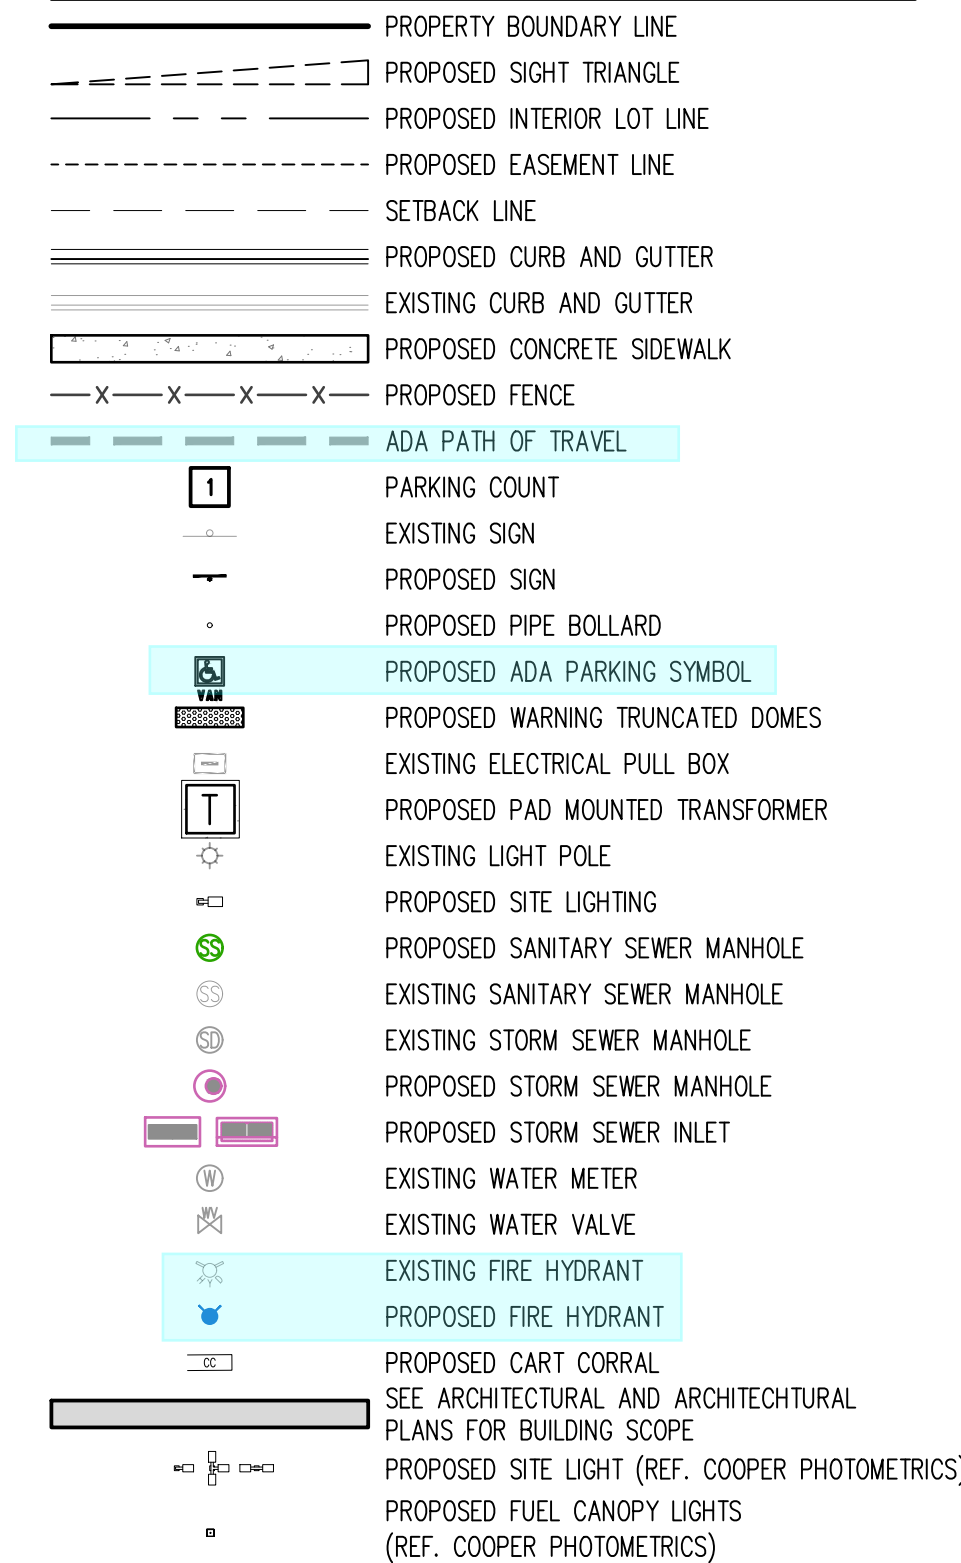 PROPERTY BOUNDARY LINE
PROPOSED SIGHT TRIANGLE
PROPOSED INTERIOR LOT LINE
PROPOSED EASEMENT LINE
SETBACK LINE
PROPOSED CURB AND GUTTER
EXISTING CURB AND GUTTER
PROPOSED CONCRETE SIDEWALK
X X X X PROPOSED FENCE
ADA PATH OF TRAVEL
1 PARKING COUNT
EXISTING SIGN
PROPOSED SIGN
PROPOSED PIPE BOLLARD
PROPOSED ADA PARKING SYMBOL
VAN
PROPOSED WARNING TRUNCATED DOMES
EXISTING ELECTRICAL PULL BOX
T PROPOSED PAD MOUNTED TRANSFORMER
EXISTING LIGHT POLE
PROPOSED SITE LIGHTING
SS PROPOSED SANITARY SEWER MANHOLE
SS EXISTING SANITARY SEWER MANHOLE
SD EXISTING STORM SEWER MANHOLE
PROPOSED STORM SEWER MANHOLE
PROPOSED STORM SEWER INLET
W EXISTING WATER METER
WV EXISTING WATER VALVE
EXISTING FIRE HYDRANT
PROPOSED FIRE HYDRANT
CC PROPOSED CART CORRAL
SEE ARCHITECTURAL AND ARCHITECHTURAL
PLANS FOR BUILDING SCOPE
PROPOSED SITE LIGHT (REF. COOPER PHOTOMETRICS)
PROPOSED FUEL CANOPY LIGHTS
(REF. COOPER PHOTOMETRICS)